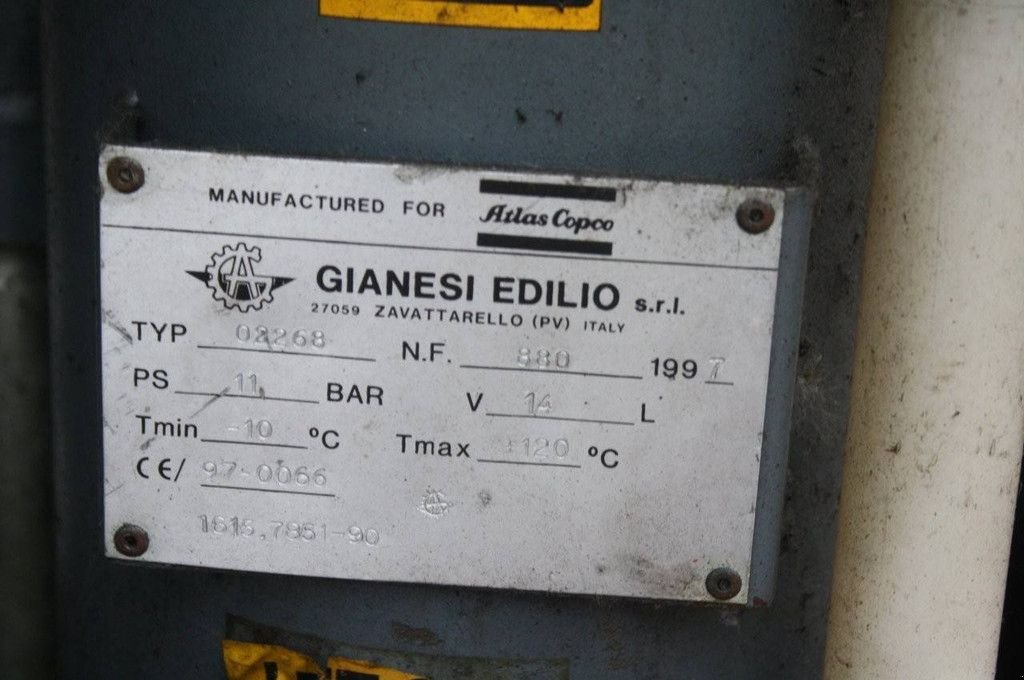 MANUFACTURED FOR Atlas Copco
GIANESI EDILIO s.r.l.
27059 ZAVATTARELLO (PV) ITALY
TYP 02268 N.F. 880 1997
PS 11 BAR V 14 L
Tmin -10 °C Tmax +120 °C
CE/ 97-0066
1615.7851-90